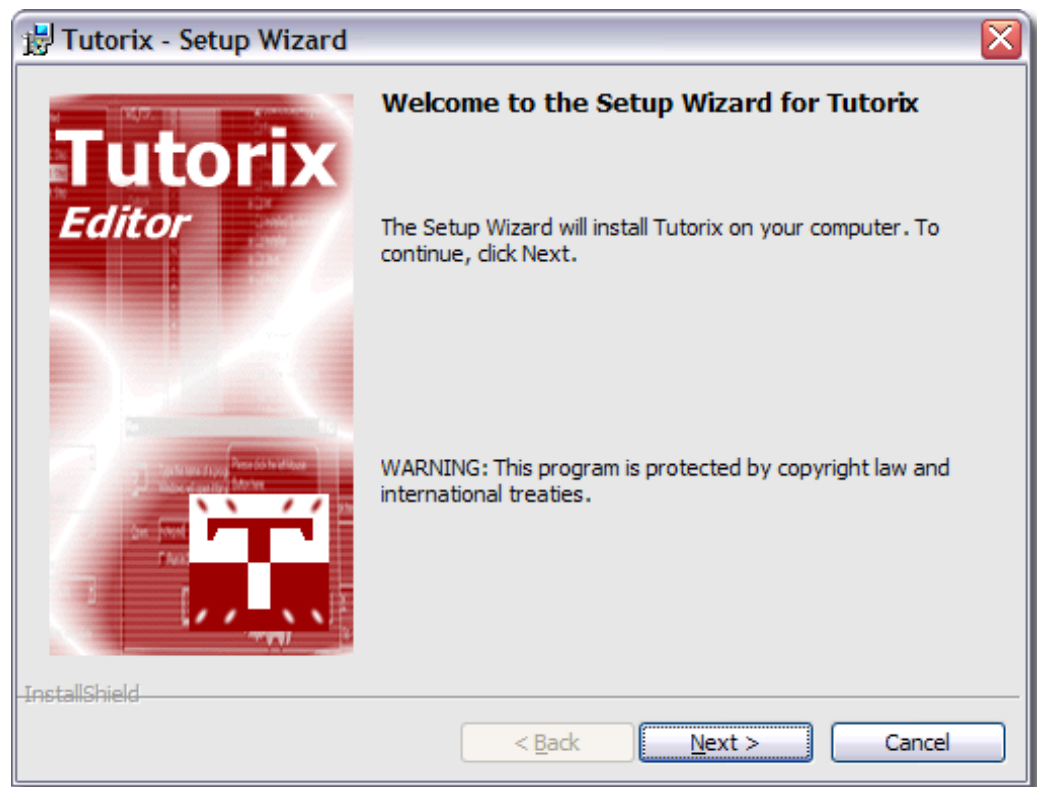 Tutorix - Setup Wizard
Tutorix
Editor
Welcome to the Setup Wizard for Tutorix
The Setup Wizard will install Tutorix on your computer. To
continue, click Next.
WARNING: This program is protected by copyright law and
international treaties.
T
InstallShield
< Back
Next >
Cancel